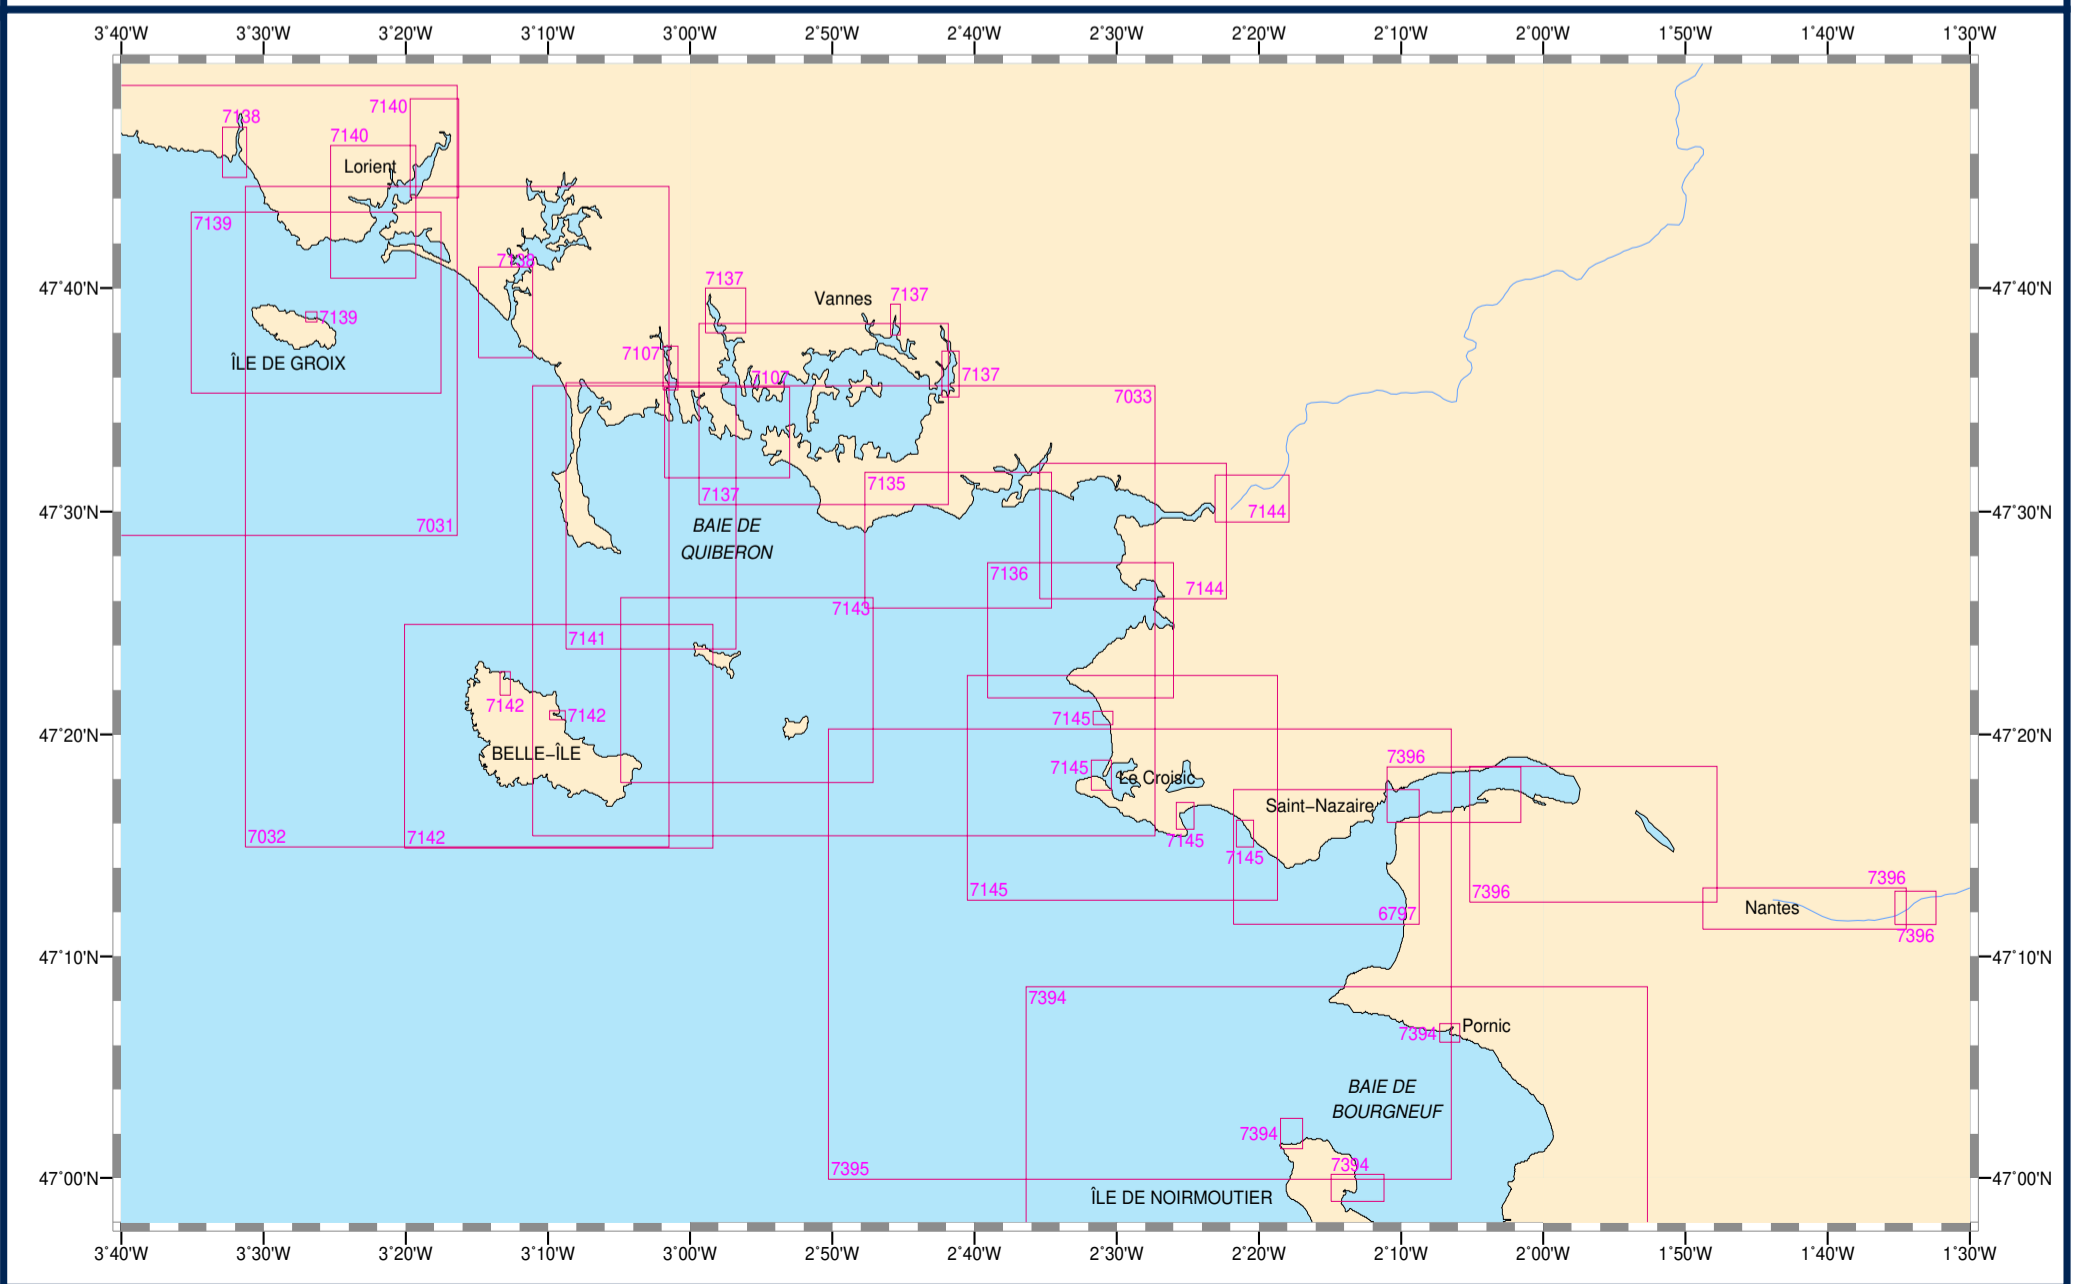 3˚40'W 3˚30'W 3˚20'W 3˚10'W 3˚00'W 2˚50'W 2˚40'W 2˚30'W 2˚20'W 2˚10'W 2˚00'W 1˚50'W 1˚40'W 1˚30'W
7140
7138
7140
Lorient
7139
7138
7137
47˚40'N 47˚40'N
Vannes 7137
7139
7107
ÎLE DE GROIX
7107 7137
7033
7135
7137
7144
47˚30'N 47˚30'N
7031
BAIE DE
QUIBERON
7136
7144
7143
7141
7142
7142
7145
47˚20'N 47˚20'N
BELLE−ÎLE
7396
7145
Le Croisic
Saint−Nazaire
7032
7142
7145
7145
7145
7396
7396
Nantes
6797
7396
47˚10'N 47˚10'N
7394
Pornic
7394
BAIE DE
BOURGNEUF
7394
7394
7395
47˚00'N 47˚00'N
ÎLE DE NOIRMOUTIER
3˚40'W 3˚30'W 3˚20'W 3˚10'W 3˚00'W 2˚50'W 2˚40'W 2˚30'W 2˚20'W 2˚10'W 2˚00'W 1˚50'W 1˚40'W 1˚30'W